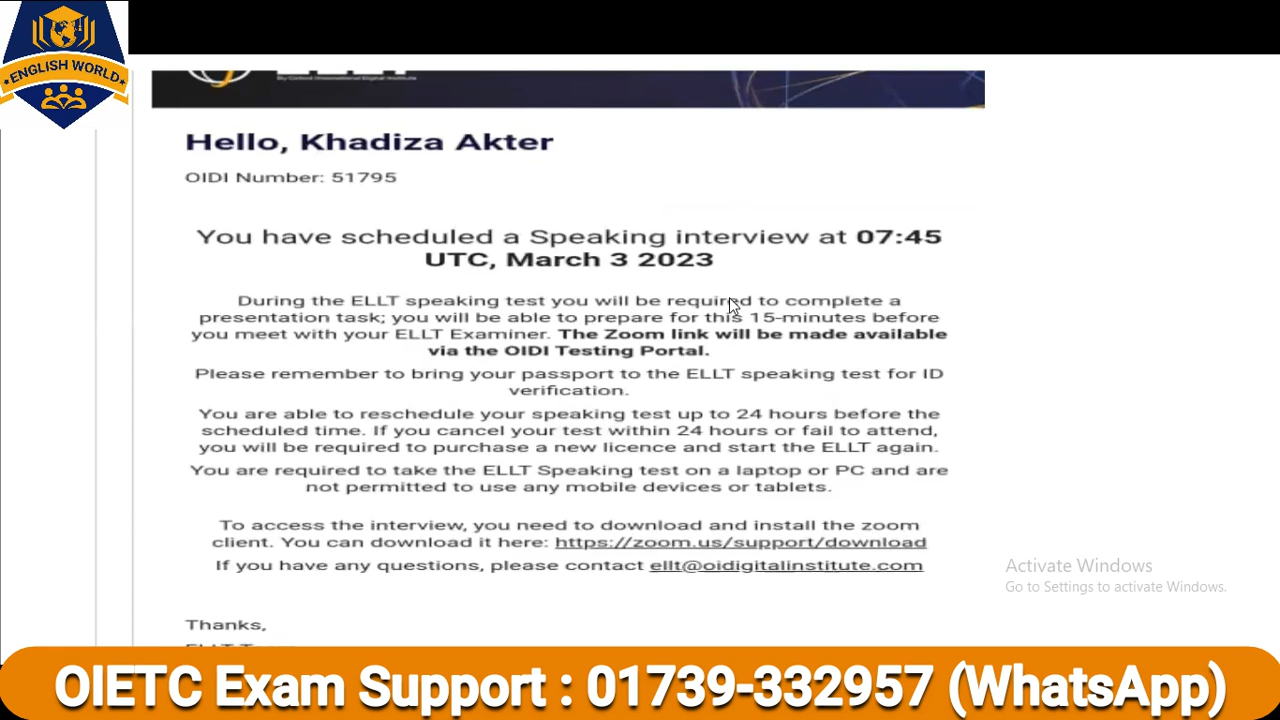 ENGLISH WORLD
Hello, Khadiza Akter
OIDI Number: 51795
You have scheduled a Speaking interview at 07:45
UTC, March 3 2023
During the ELLT speaking test you will be required to complete a
presentation task; you will be able to prepare for this 15-minutes before
you meet with your ELLT Examiner. The Zoom link will be made available
via the OIDI Testing Portal.
Please remember to bring your passport to the ELLT speaking test for ID
verification.
You are able to reschedule your speaking test up to 24 hours before the
scheduled time. If you cancel your test within 24 hours or fail to attend,
you will be required to purchase a new licence and start the ELLT again.
You are required to take the ELLT Speaking test on a laptop or PC and are
not permitted to use any mobile devices or tablets.
To access the interview, you need to download and install the zoom
client. You can download it here: https://zoom.us/support/download
If you have any questions, please contact ellt@oidigitalinstitute.com
Activate Windows
Go to Settings to activate Windows.
Thanks,
OIETC Exam Support : 01739-332957 (WhatsApp)